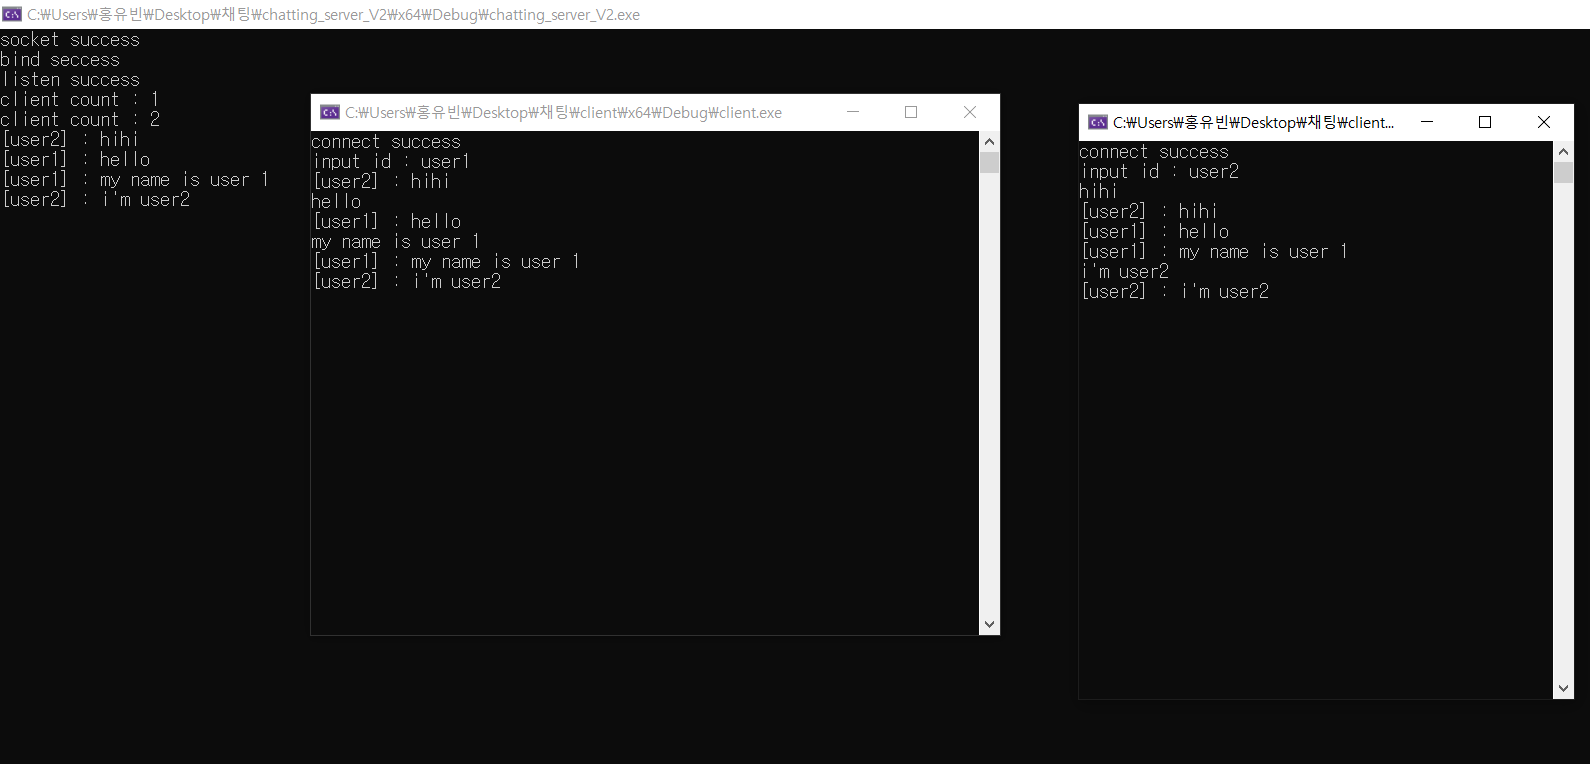 C:\Users\홍유빈\Desktop\채팅\chatting_server_V2\x64\Debug\chatting_server_V2.exe
socket success
bind seccess
listen success
client count : 1
client count : 2
[user2] : hihi
[user1] : hello
[user1] : my name is user 1
[user2] : i'm user2
C:\Users\홍유빈\Desktop\채팅\client\x64\Debug\client.exe
connect success
input id : user1
[user2] : hihi
hello
[user1] : hello
my name is user 1
[user1] : my name is user 1
[user2] : i'm user2
C:\Users\홍유빈\Desktop\채팅\client...
connect success
input id : user2
hihi
[user2] : hihi
[user1] : hello
[user1] : my name is user 1
i'm user2
[user2] : i'm user2